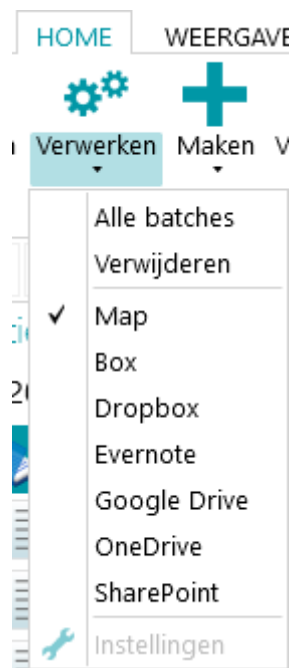 HOME WEERGAVE
Verwerken Maken
Alle batches
Verwijderen
Map
Box
Dropbox
Evernote
Google Drive
OneDrive
SharePoint
Instellingen